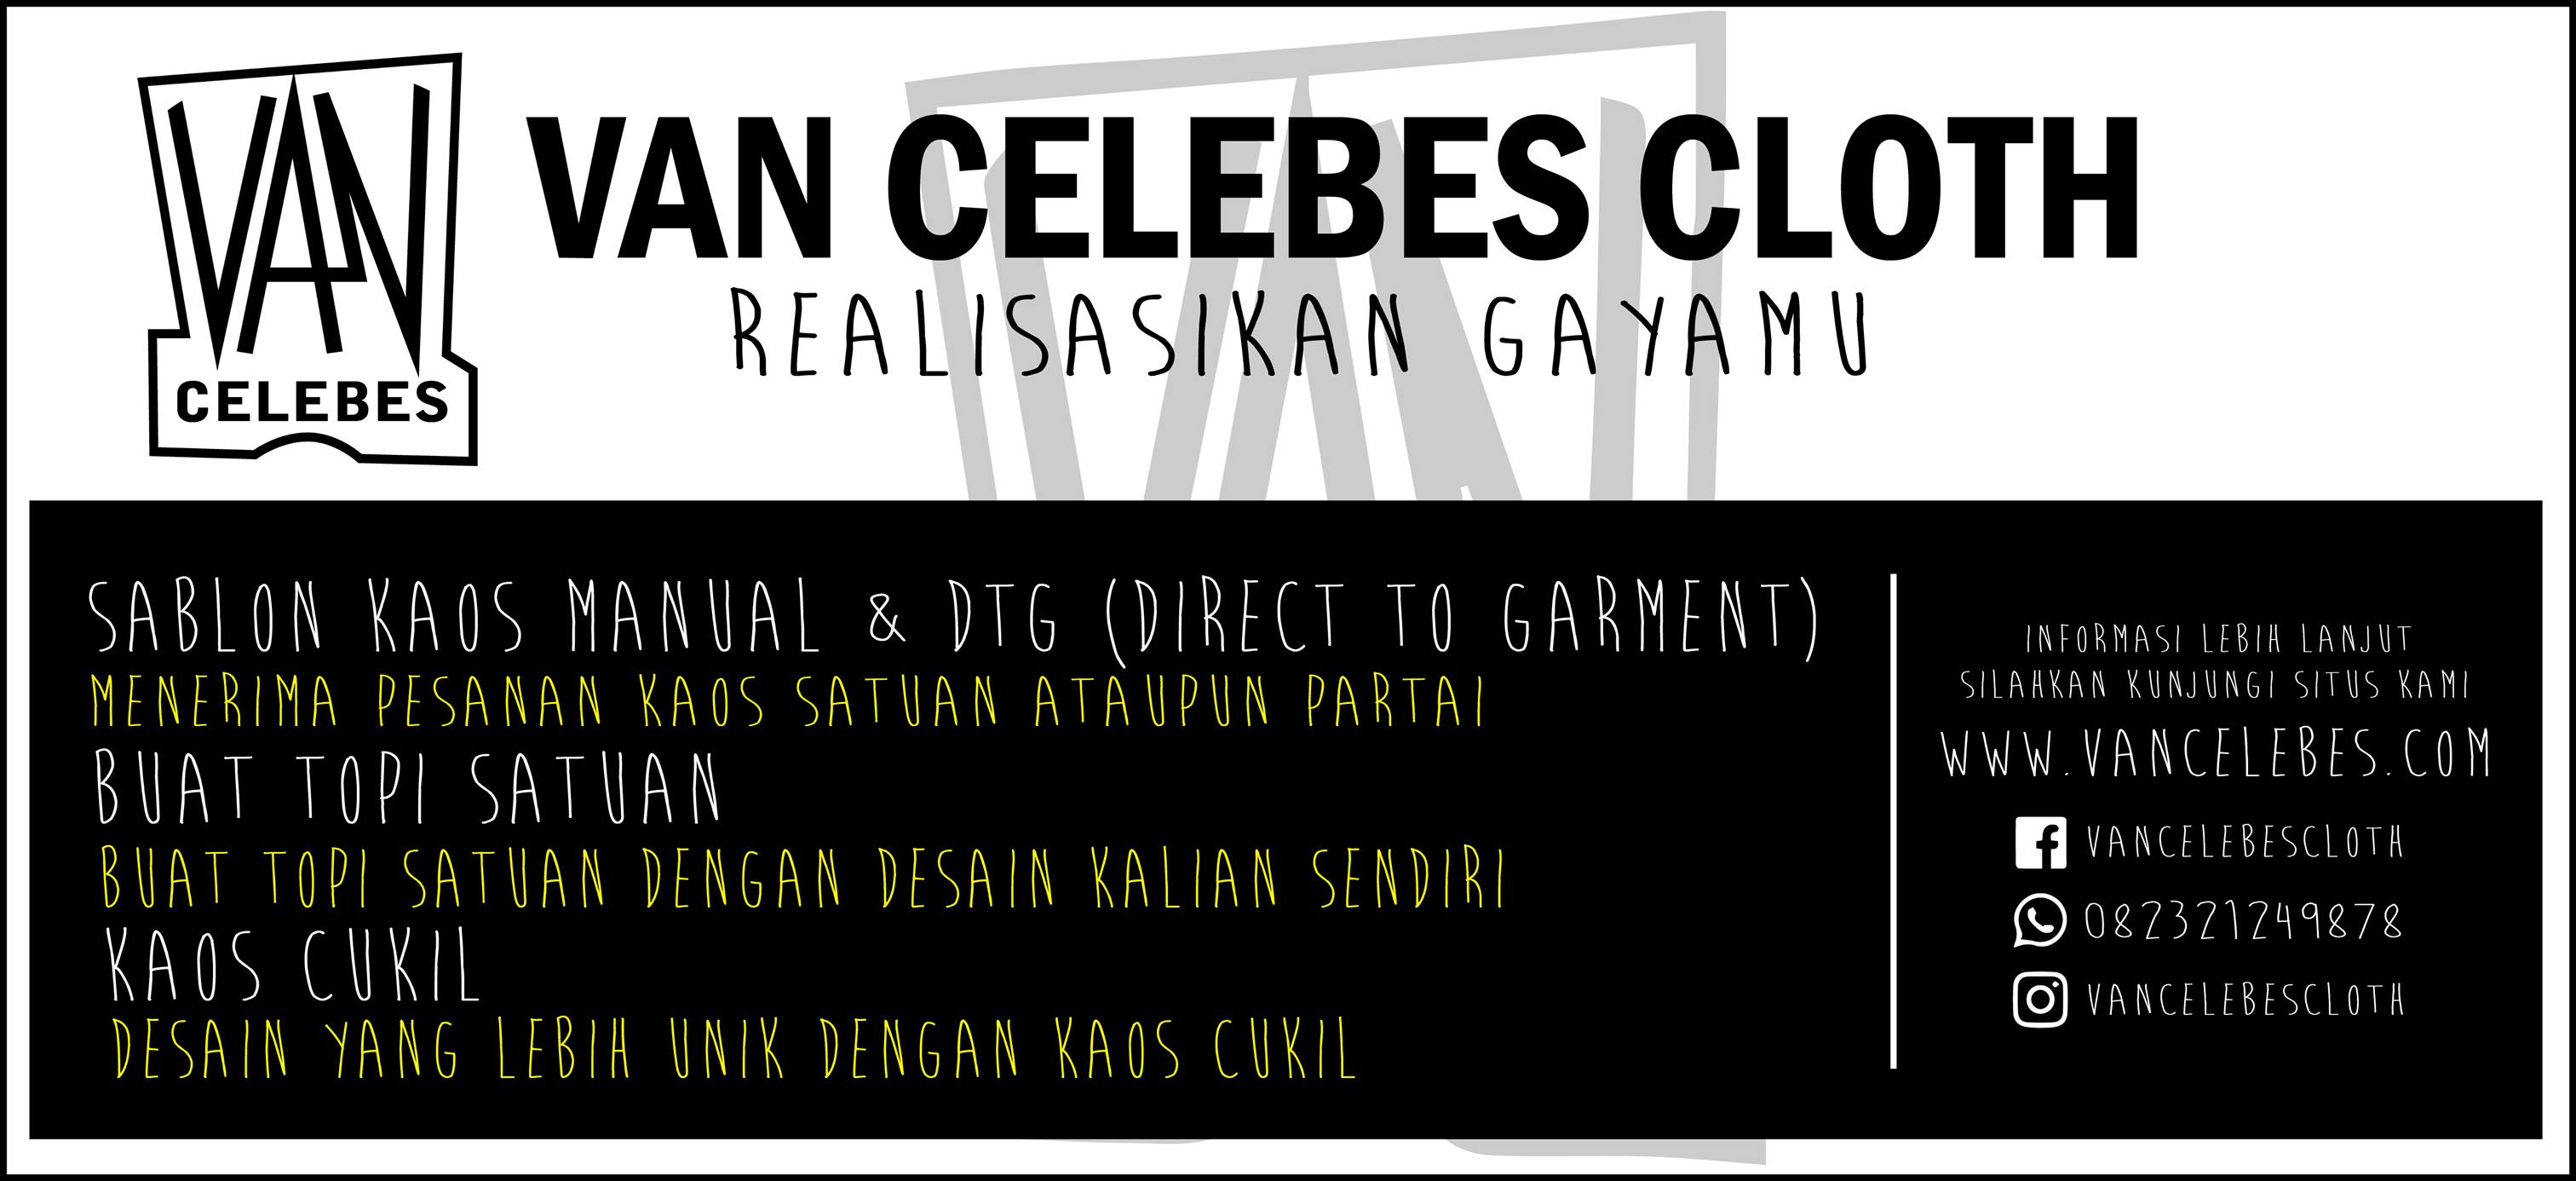 VAN
CELEBES
VAN CELEBES CLOTH
REALISASIKAN GAYAMU
SABLON KAOS MANUAL & DTG (DIRECT TO GARMENT)
MENERIMA PESANAN KAOS SATUAN ATAUPUN PARTAI
BUAT TOPI SATUAN
BUAT TOPI SATUAN DENGAN DESAIN KALIAN SENDIRI
KAOS CUKIL
DESAIN YANG LEBIH UNIK DENGAN KAOS CUKIL
INFORMASI LEBIH LANJUT
SILAHKAN KUNJUNGI SITUS KAMI
WWW.VANCELEBES.COM
VANCELEBESCLOTH
082321249878
VANCELEBESCLOTH